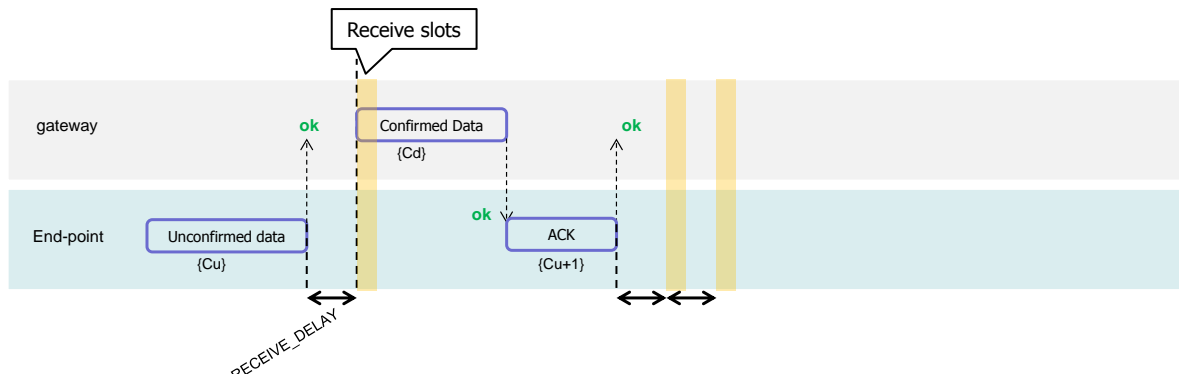 Receive slots
gateway
ok
Confirmed Data
ok
{Cd}
ok
End-point
Unconfirmed data
ACK
{Cu}
{Cu+1}
RECEIVE_DELAY